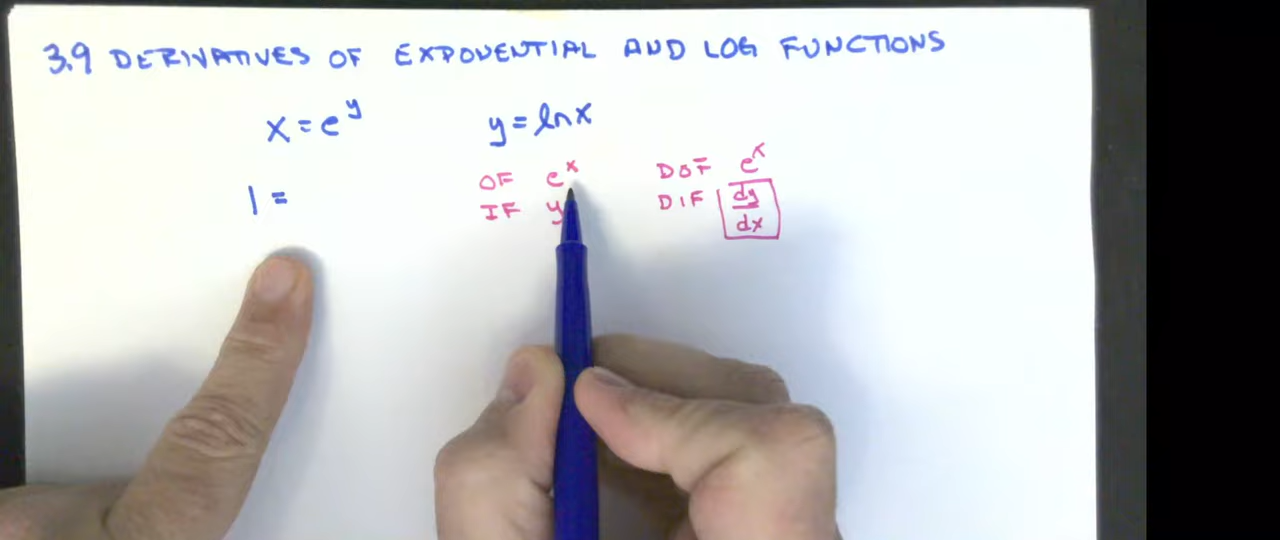 3.9 DERIVATIVES OF EXPONENTIAL AND LOG FUNCTIONS
x = e^y y = ln x
OF e^x DOF e^x
1 =
IF y DIF dy/dx